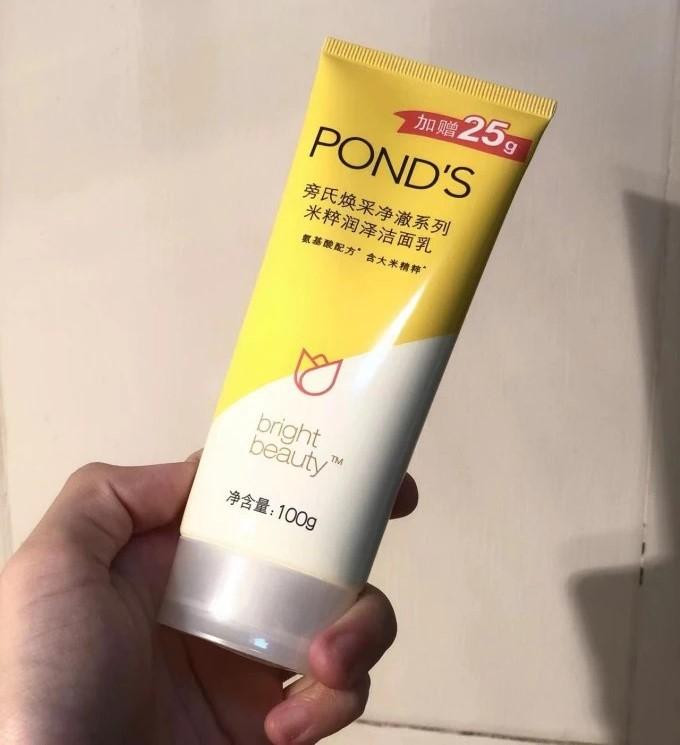 加赠25g
POND'S
旁氏焕采净澈系列
米粹润泽洁面乳
氨基酸配方* 含大米精粹*
bright
beauty™
净含量:100g